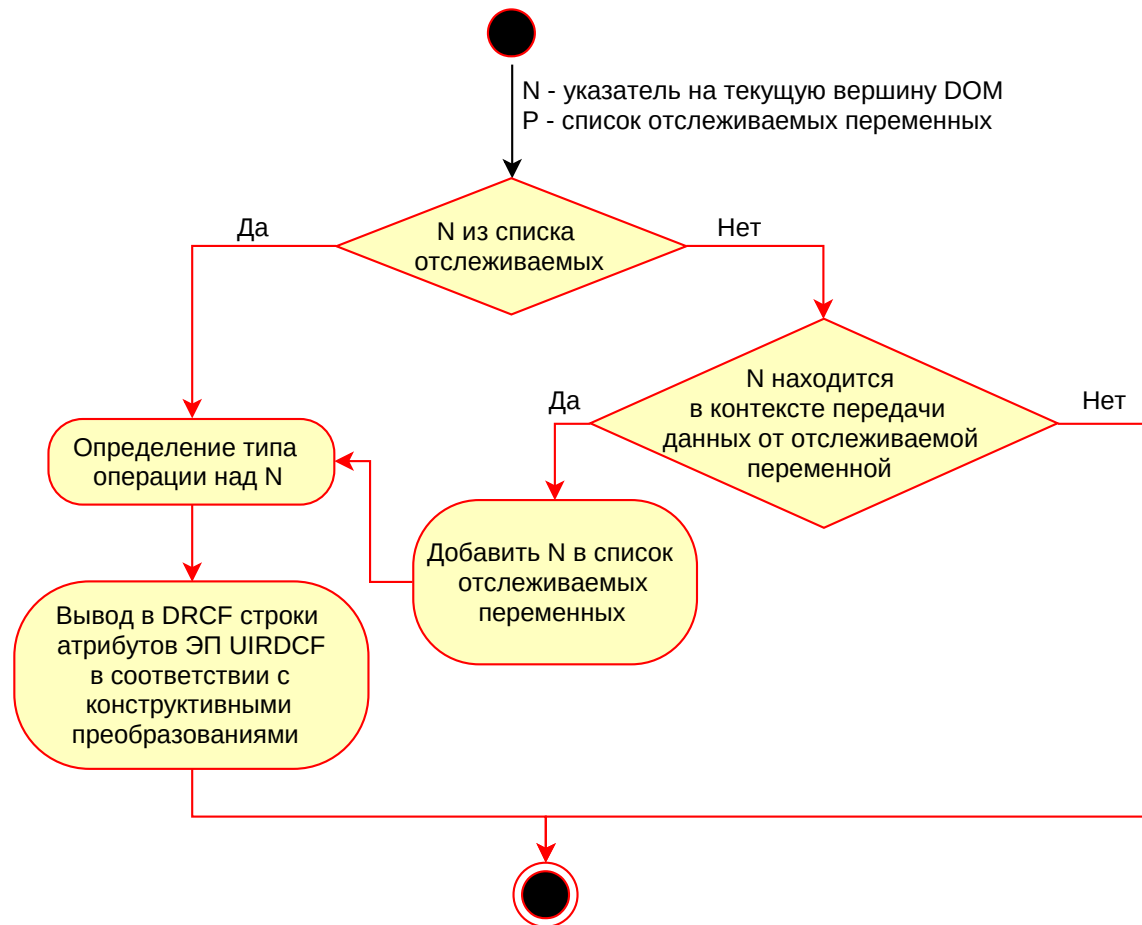 N - указатель на текущую вершину DOM
P - список отслеживаемых переменных
Да
Нет
N из списка
отслеживаемых
N находится
в контексте передачи
данных от отслеживаемой
переменной
Да
Нет
Определение типа
операции над N
Добавить N в список
отслеживаемых
переменных
Вывод в DRCF строки
атрибутов ЭП UIRDCF
в соответствии с
конструктивными
преобразованиями